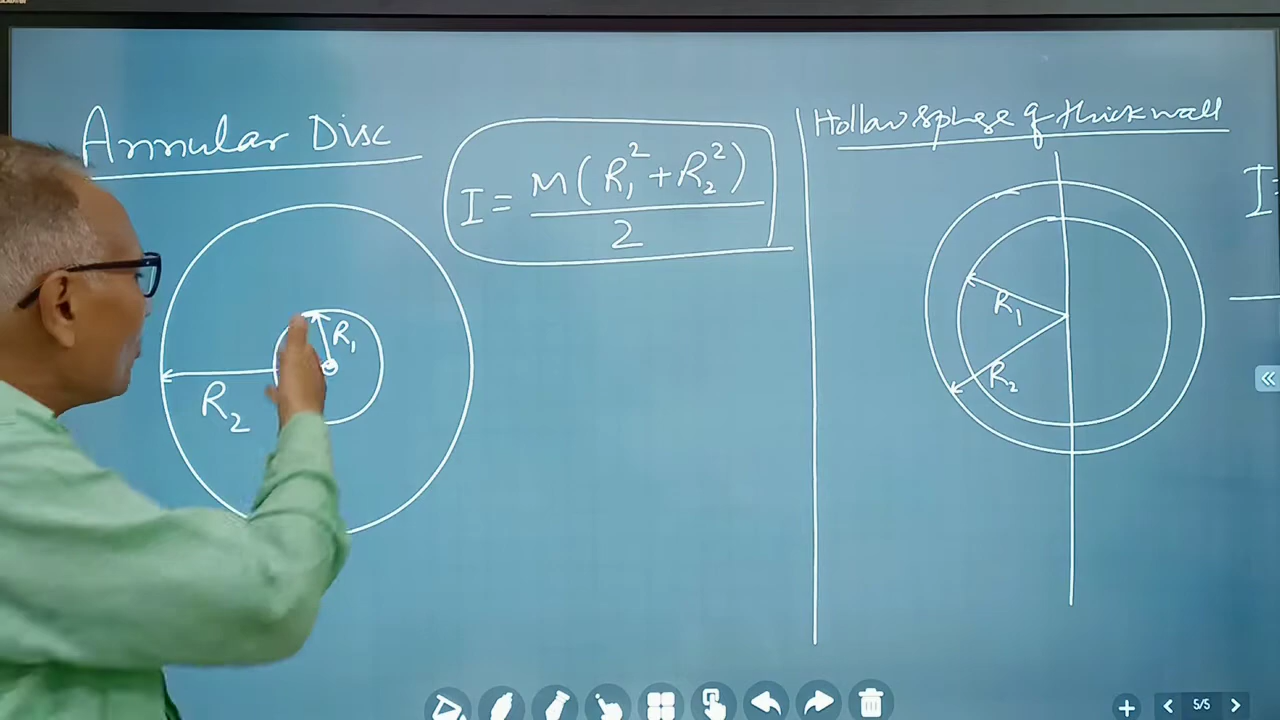 Annular Disc
I = M(R₁² + R₂²)
2
R₁
R₂
Hollow sphere of thick wall
I =
R₁
R₂
5/5